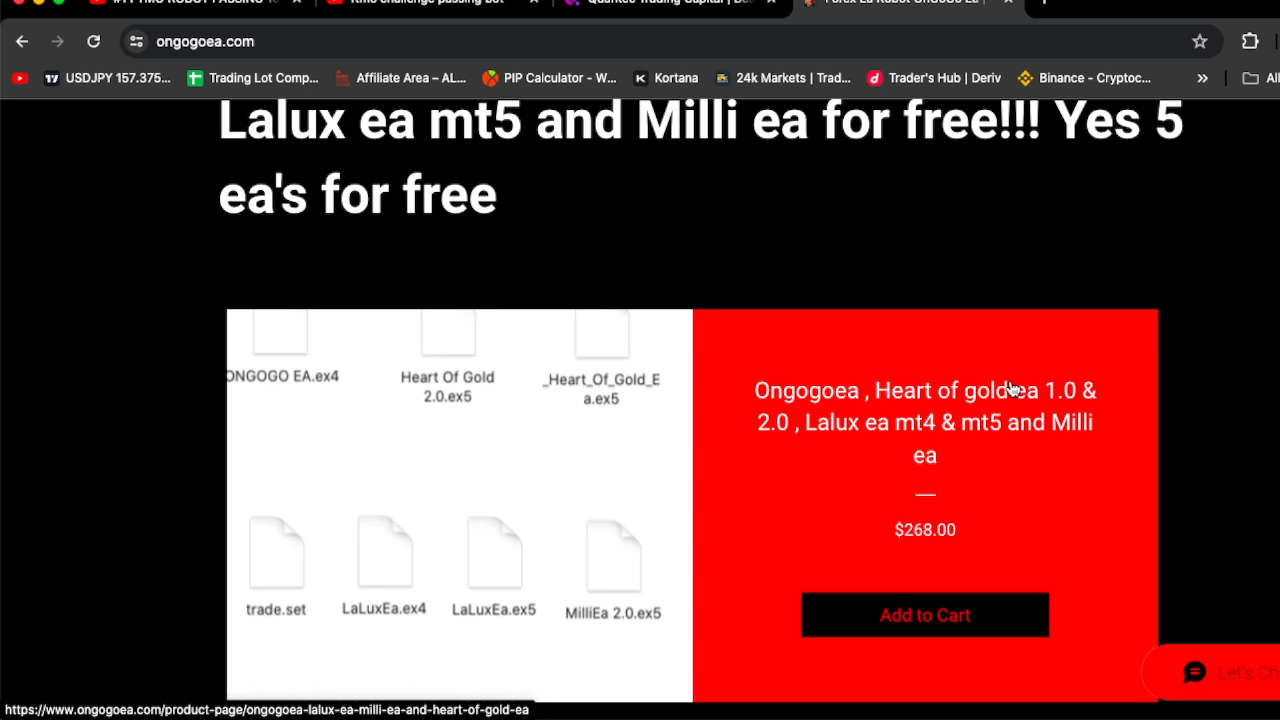 ongogoea.com
USDJPY 157.375...
Trading Lot Comp...
Affiliate Area – AL...
PIP Calculator - W...
Kortana
24k Markets | Trad...
Trader's Hub | Deriv
Binance - Cryptoc...
»
Lalux ea mt5 and Milli ea for free!!! Yes 5
ea's for free
ONGOGO EA.ex4
Heart Of Gold
2.0.ex5
_Heart_Of_Gold_E
a.ex5
trade.set
LaLuxEa.ex4
LaLuxEa.ex5
MilliEa 2.0.ex5
Ongogoea , Heart of gold ea 1.0 &
2.0 , Lalux ea mt4 & mt5 and Milli
ea
$268.00
Add to Cart
Let's Ch
https://www.ongogoea.com/product-page/ongogoea-lalux-ea-milli-ea-and-heart-of-gold-ea